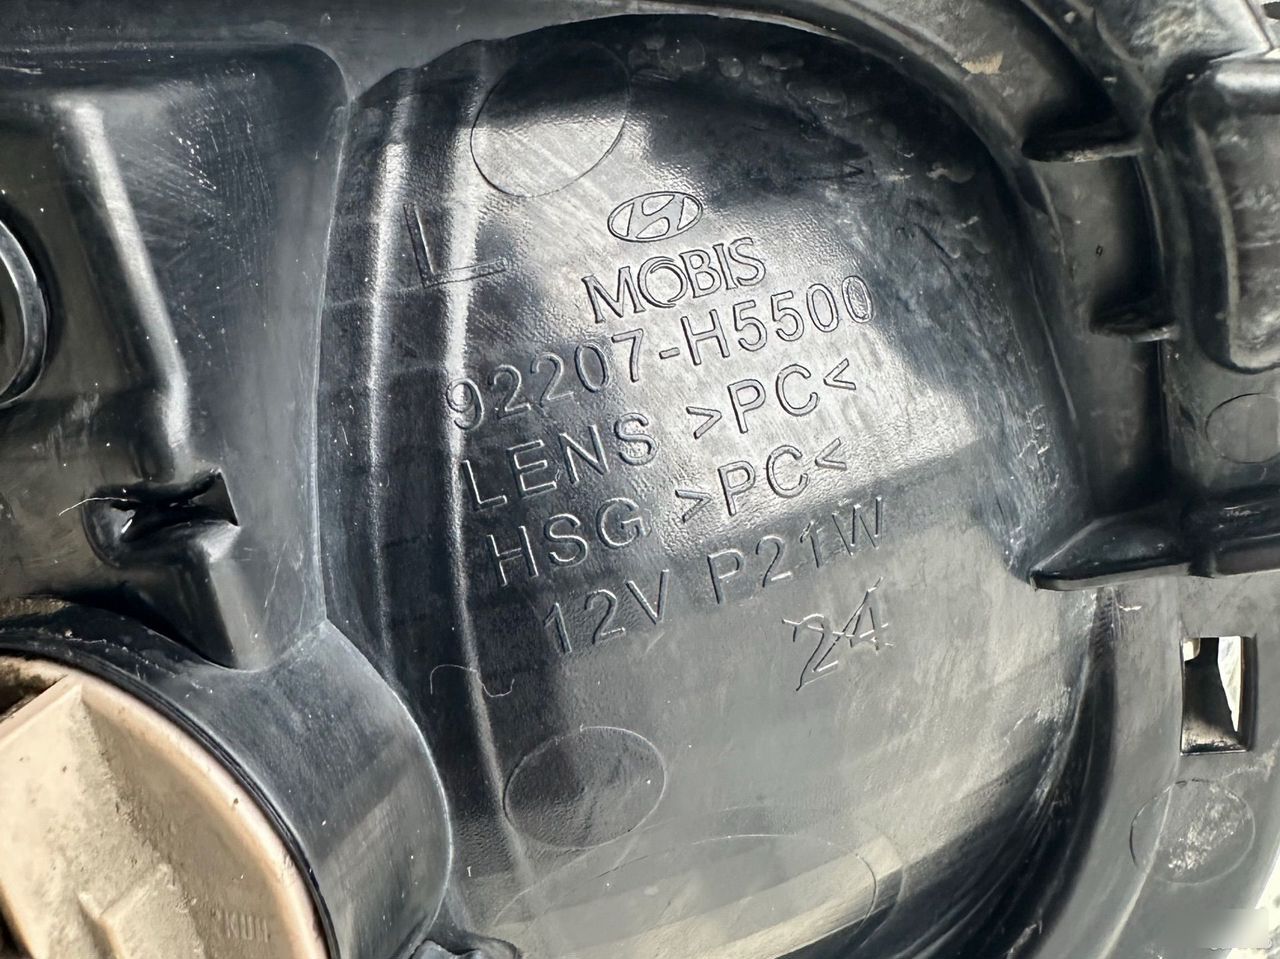 L
MOBIS
92207-H5500
LENS >PC<
HSG >PC<
12V P21W
24